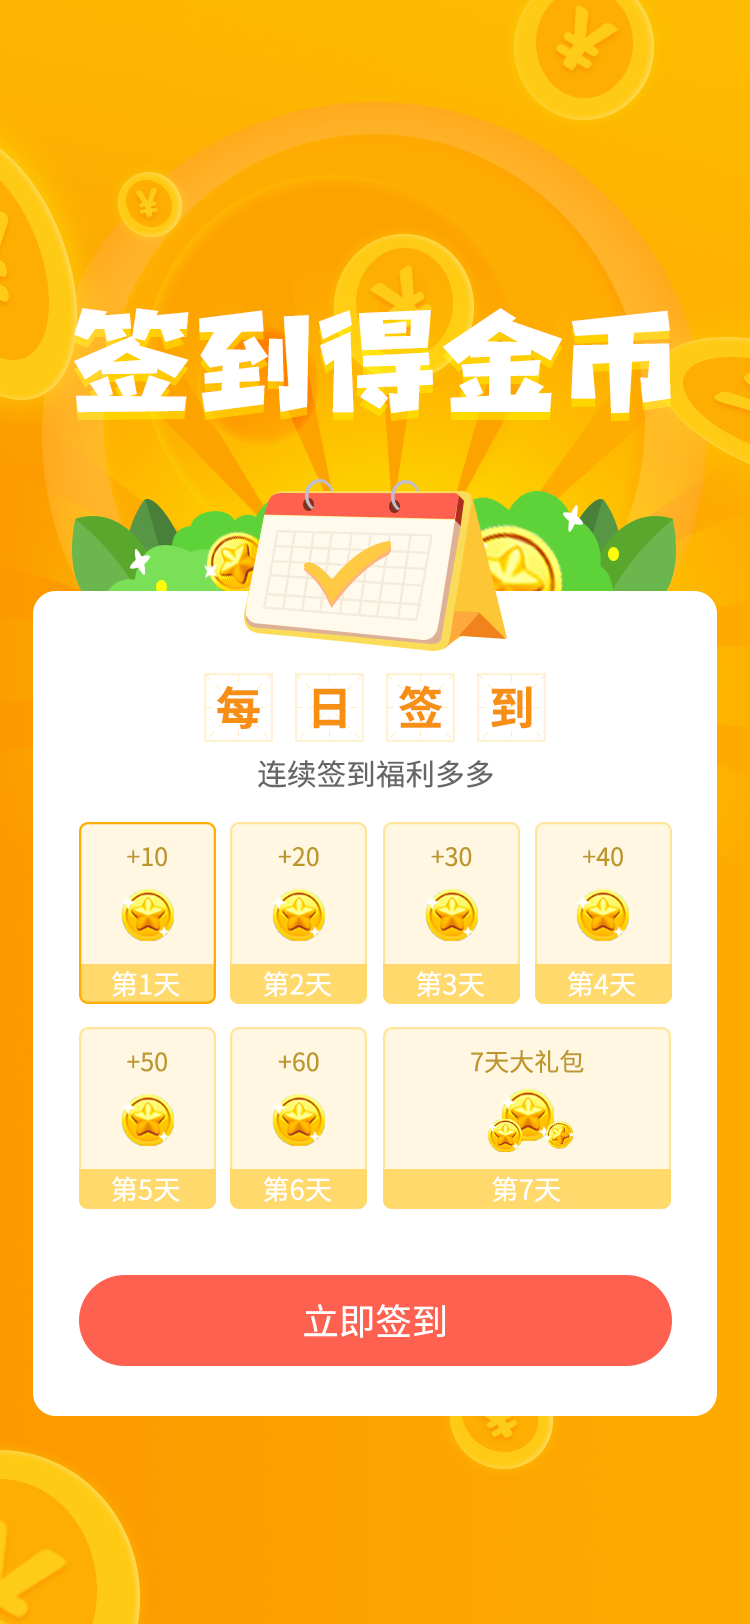 签到得金币
每日签到
连续签到福利多多
+10 +20 +30 +40
第1天 第2天 第3天 第4天
+50 +60 7天大礼包
第5天 第6天 第7天
立即签到